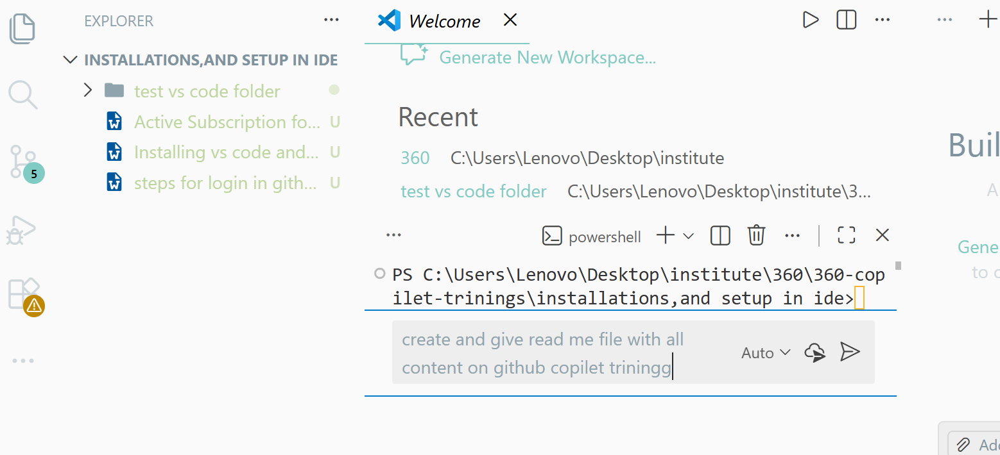 EXPLORER
INSTALLATIONS,AND SETUP IN IDE
test vs code folder
Active Subscription fo... U
Installing vs code and... U
steps for login in gith... U
5
Welcome
Generate New Workspace...
Recent
360 C:\Users\Lenovo\Desktop\institute
test vs code folder C:\Users\Lenovo\Desktop\institute\3...
powershell
PS C:\Users\Lenovo\Desktop\institute\360\360-cop
ilet-trinings\installations,and setup in ide>
create and give read me file with all
content on github copilet triningg
Auto
Buil
A
Gene
to
Add